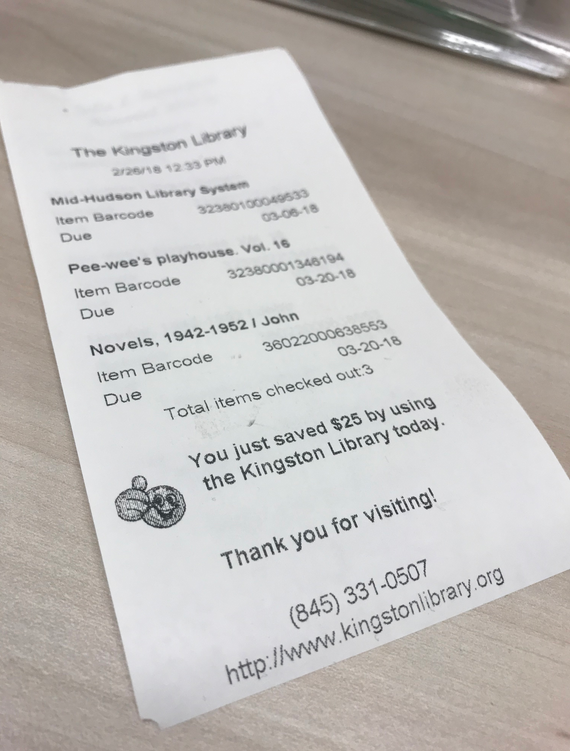 The Kingston Library
2/26/18 12:33 PM
Mid-Hudson Library System
Item Barcode 32380100049533
Due 03-06-18
Pee-wee's playhouse. Vol. 16
Item Barcode 32380001346194
Due 03-20-18
Novels, 1942-1952 / John
Item Barcode 36022000638553
Due 03-20-18
Total items checked out:3
You just saved $25 by using
the Kingston Library today.
Thank you for visiting!
(845) 331-0507
http://www.kingstonlibrary.org